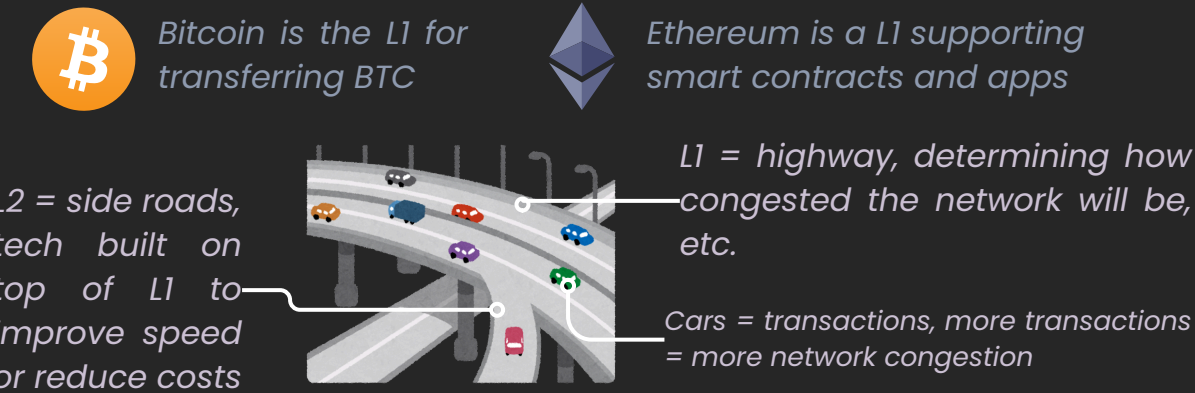 Bitcoin is the L1 for
transferring BTC
Ethereum is a L1 supporting
smart contracts and apps
L2 = side roads,
tech built on
top of L1 to
improve speed
or reduce costs
L1 = highway, determining how
congested the network will be,
etc.
Cars = transactions, more transactions
= more network congestion